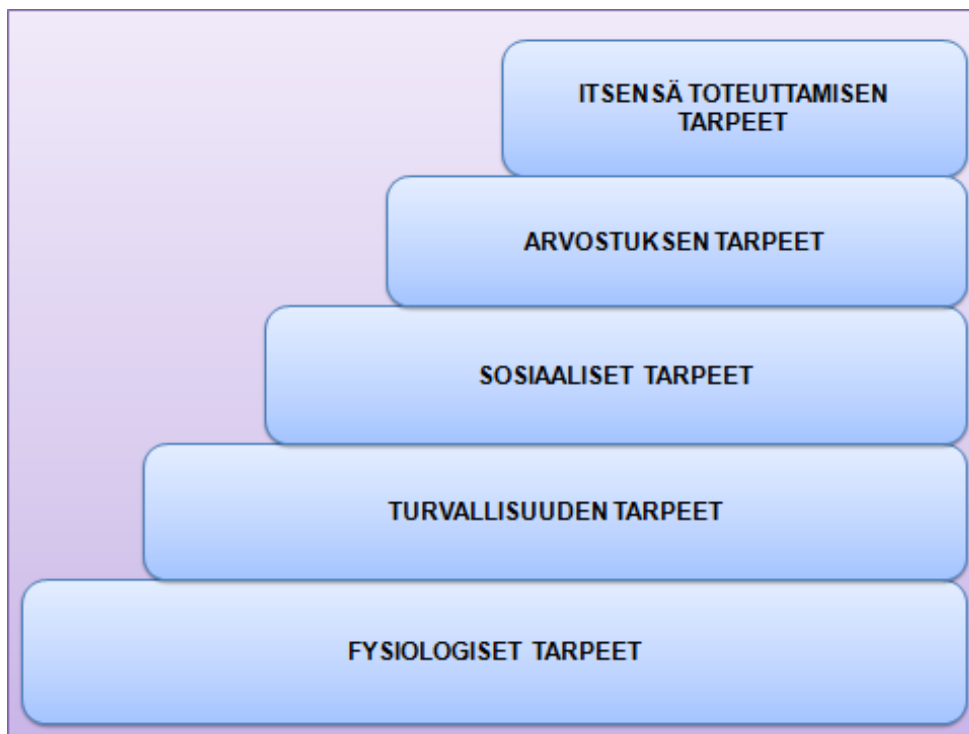 ITSENSÄ TOTEUTTAMISEN
TARPEET
ARVOSTUKSEN TARPEET
SOSIAALISET TARPEET
TURVALLISUUDEN TARPEET
FYSIOLOGISET TARPEET